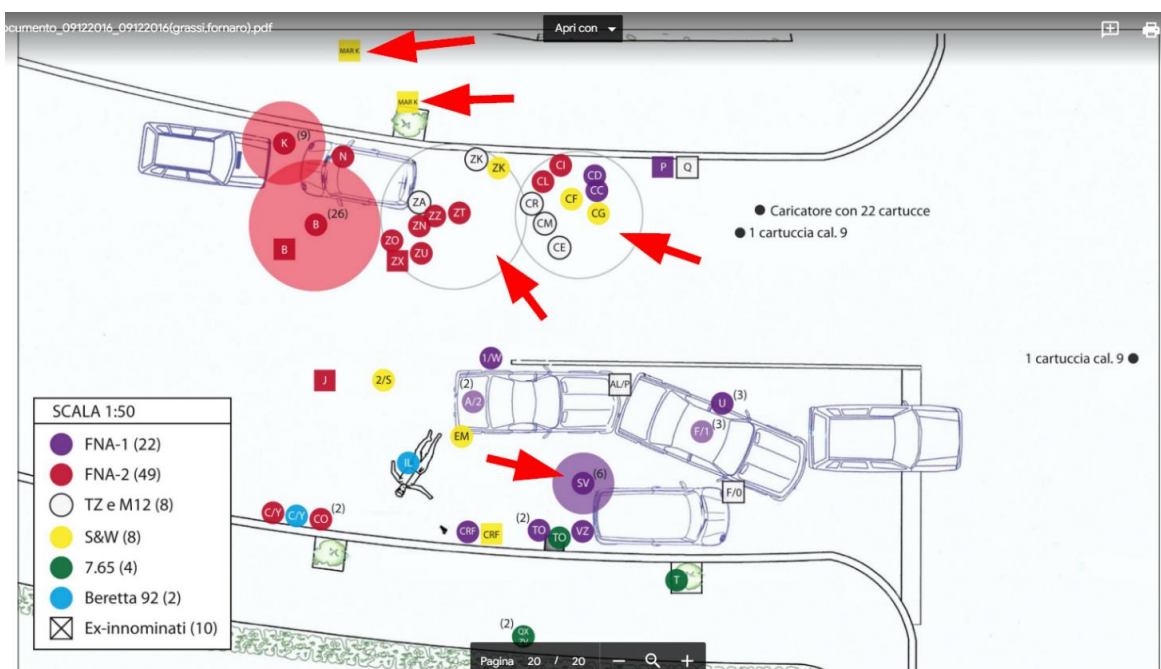 ocumento_09122016_09122016(grassi,fornaro).pdf
Apri con
MAR K
MAR K
K (9)
N
B (26)
B
ZK
ZK
ZA
ZZ
ZT
ZN
ZO
ZU
ZX
CI
CL
CD
CC
CR
CF
CG
CM
CE
P
Q
Caricatore con 22 cartucce
1 cartuccia cal. 9
1 cartuccia cal. 9
1/W
J
2/S
(2)
A/2
AL/P
U (3)
F/1 (3)
EM
IL
SV (6)
F/0
C/Y
C/Y
CO (2)
CRF
CRF
(2) TO
TO
VZ
T
(2)
QX
ZV
SCALA 1:50
FNA-1 (22)
FNA-2 (49)
TZ e M12 (8)
S&W (8)
7.65 (4)
Beretta 92 (2)
Ex-innominati (10)
Pagina 20 / 20